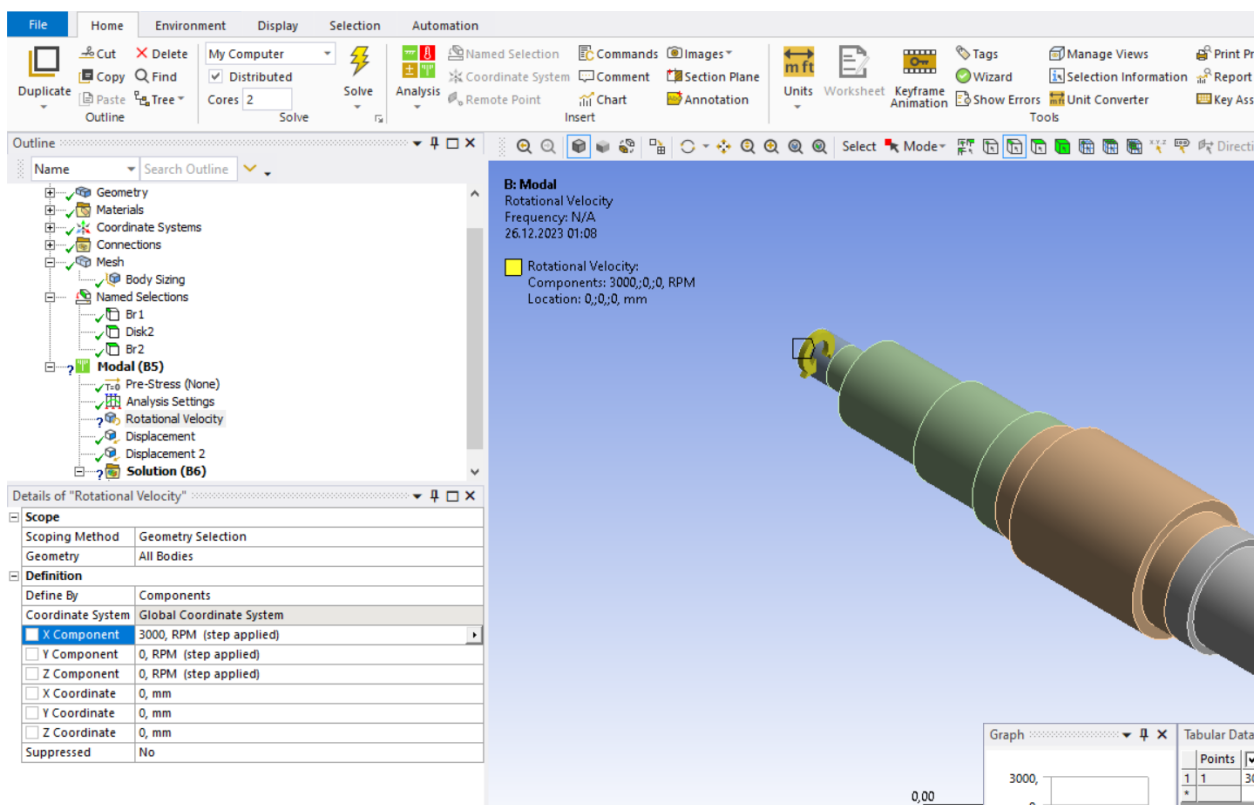 File Home Environment Display Selection Automation
Cut Delete My Computer Named Selection Commands Images Tags Manage Views Print Pr
Copy Find Distributed Coordinate System Comment Section Plane Wizard Selection Information Report
Duplicate Paste Tree Cores 2 Solve Analysis Remote Point Chart Annotation Units Worksheet Keyframe Animation Show Errors Unit Converter Key Ass
Outline Solve Insert Tools
Outline
Name Search Outline
Select Mode Directi
Geometry
Materials
Coordinate Systems
Connections
Mesh
Body Sizing
Named Selections
Br1
Disk2
Br2
Modal (B5)
Pre-Stress (None)
Analysis Settings
Rotational Velocity
Displacement
Displacement 2
Solution (B6)
Details of "Rotational Velocity"
Scope
Scoping Method Geometry Selection
Geometry All Bodies
Definition
Define By Components
Coordinate System Global Coordinate System
X Component 3000, RPM (step applied)
Y Component 0, RPM (step applied)
Z Component 0, RPM (step applied)
X Coordinate 0, mm
Y Coordinate 0, mm
Z Coordinate 0, mm
Suppressed No
B: Modal
Rotational Velocity
Frequency: N/A
26.12.2023 01:08
Rotational Velocity:
Components: 3000,;0,;0, RPM
Location: 0,;0,;0, mm
0,00
Graph
3000,
Tabular Data
Points
1 1 30
*